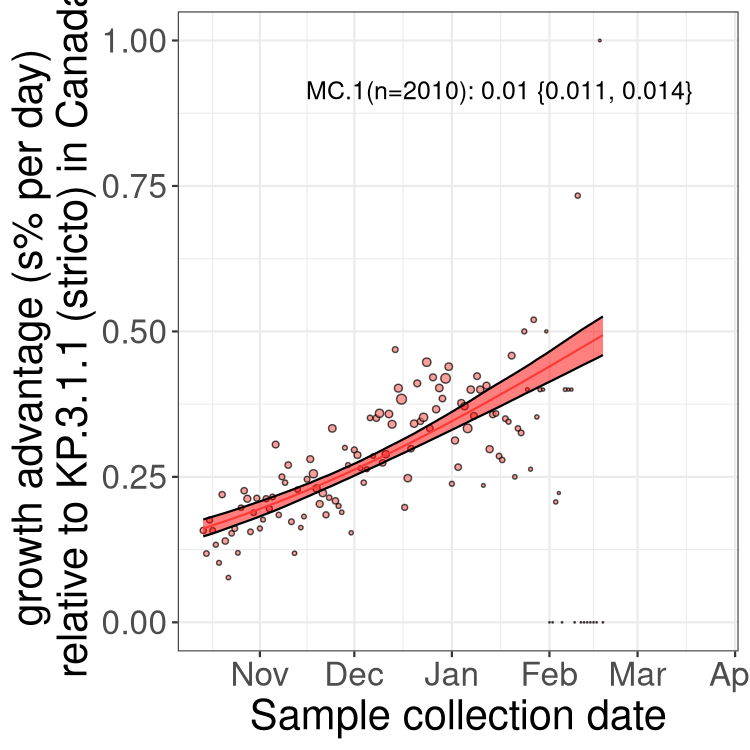 growth advantage (s% per day)
relative to KP.3.1.1 (stricto) in Canada
1.00
MC.1(n=2010): 0.01 {0.011, 0.014}
0.75
0.50
0.25
0.00
Nov Dec Jan Feb Mar Ap
Sample collection date